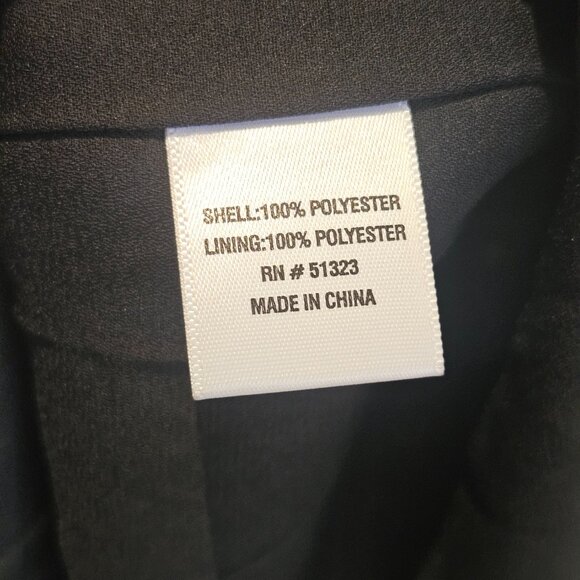 SHELL:100% POLYESTER
LINING:100% POLYESTER
RN # 51323
MADE IN CHINA